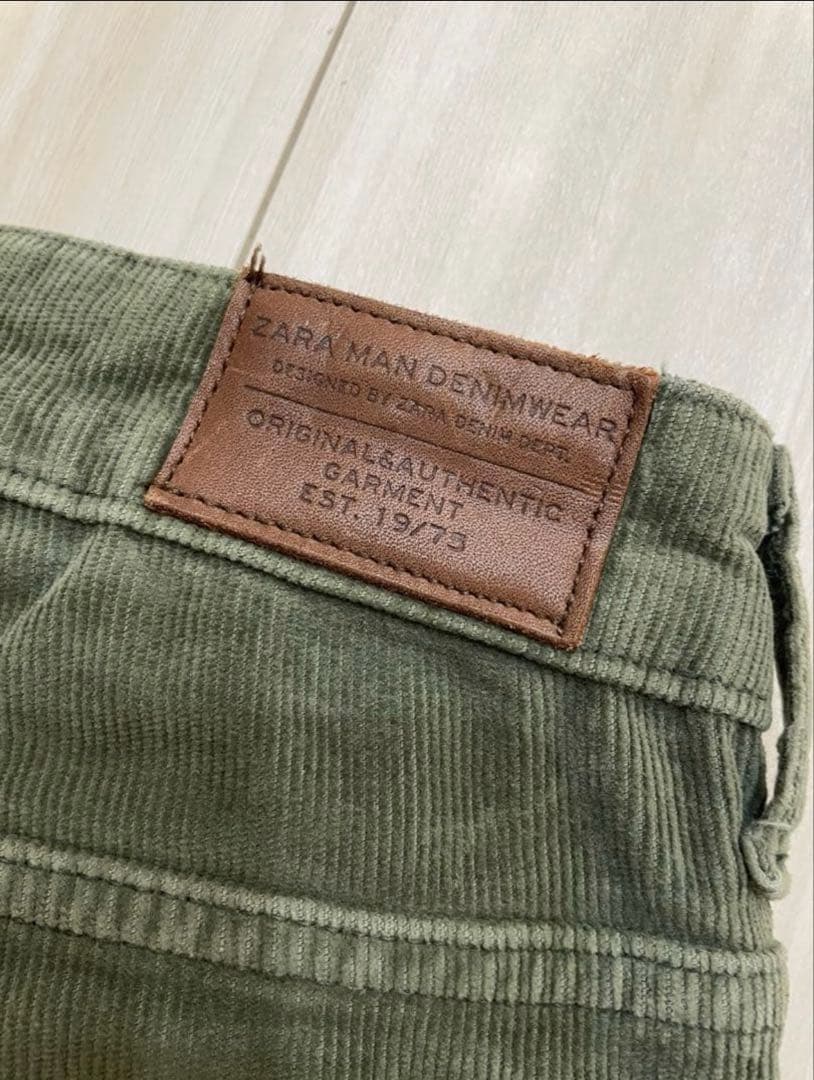 ZARA MAN DENIMWEAR
DESIGNED BY ZARA DENIM DEPT.
ORIGINAL&AUTHENTIC
GARMENT
EST. 19/75